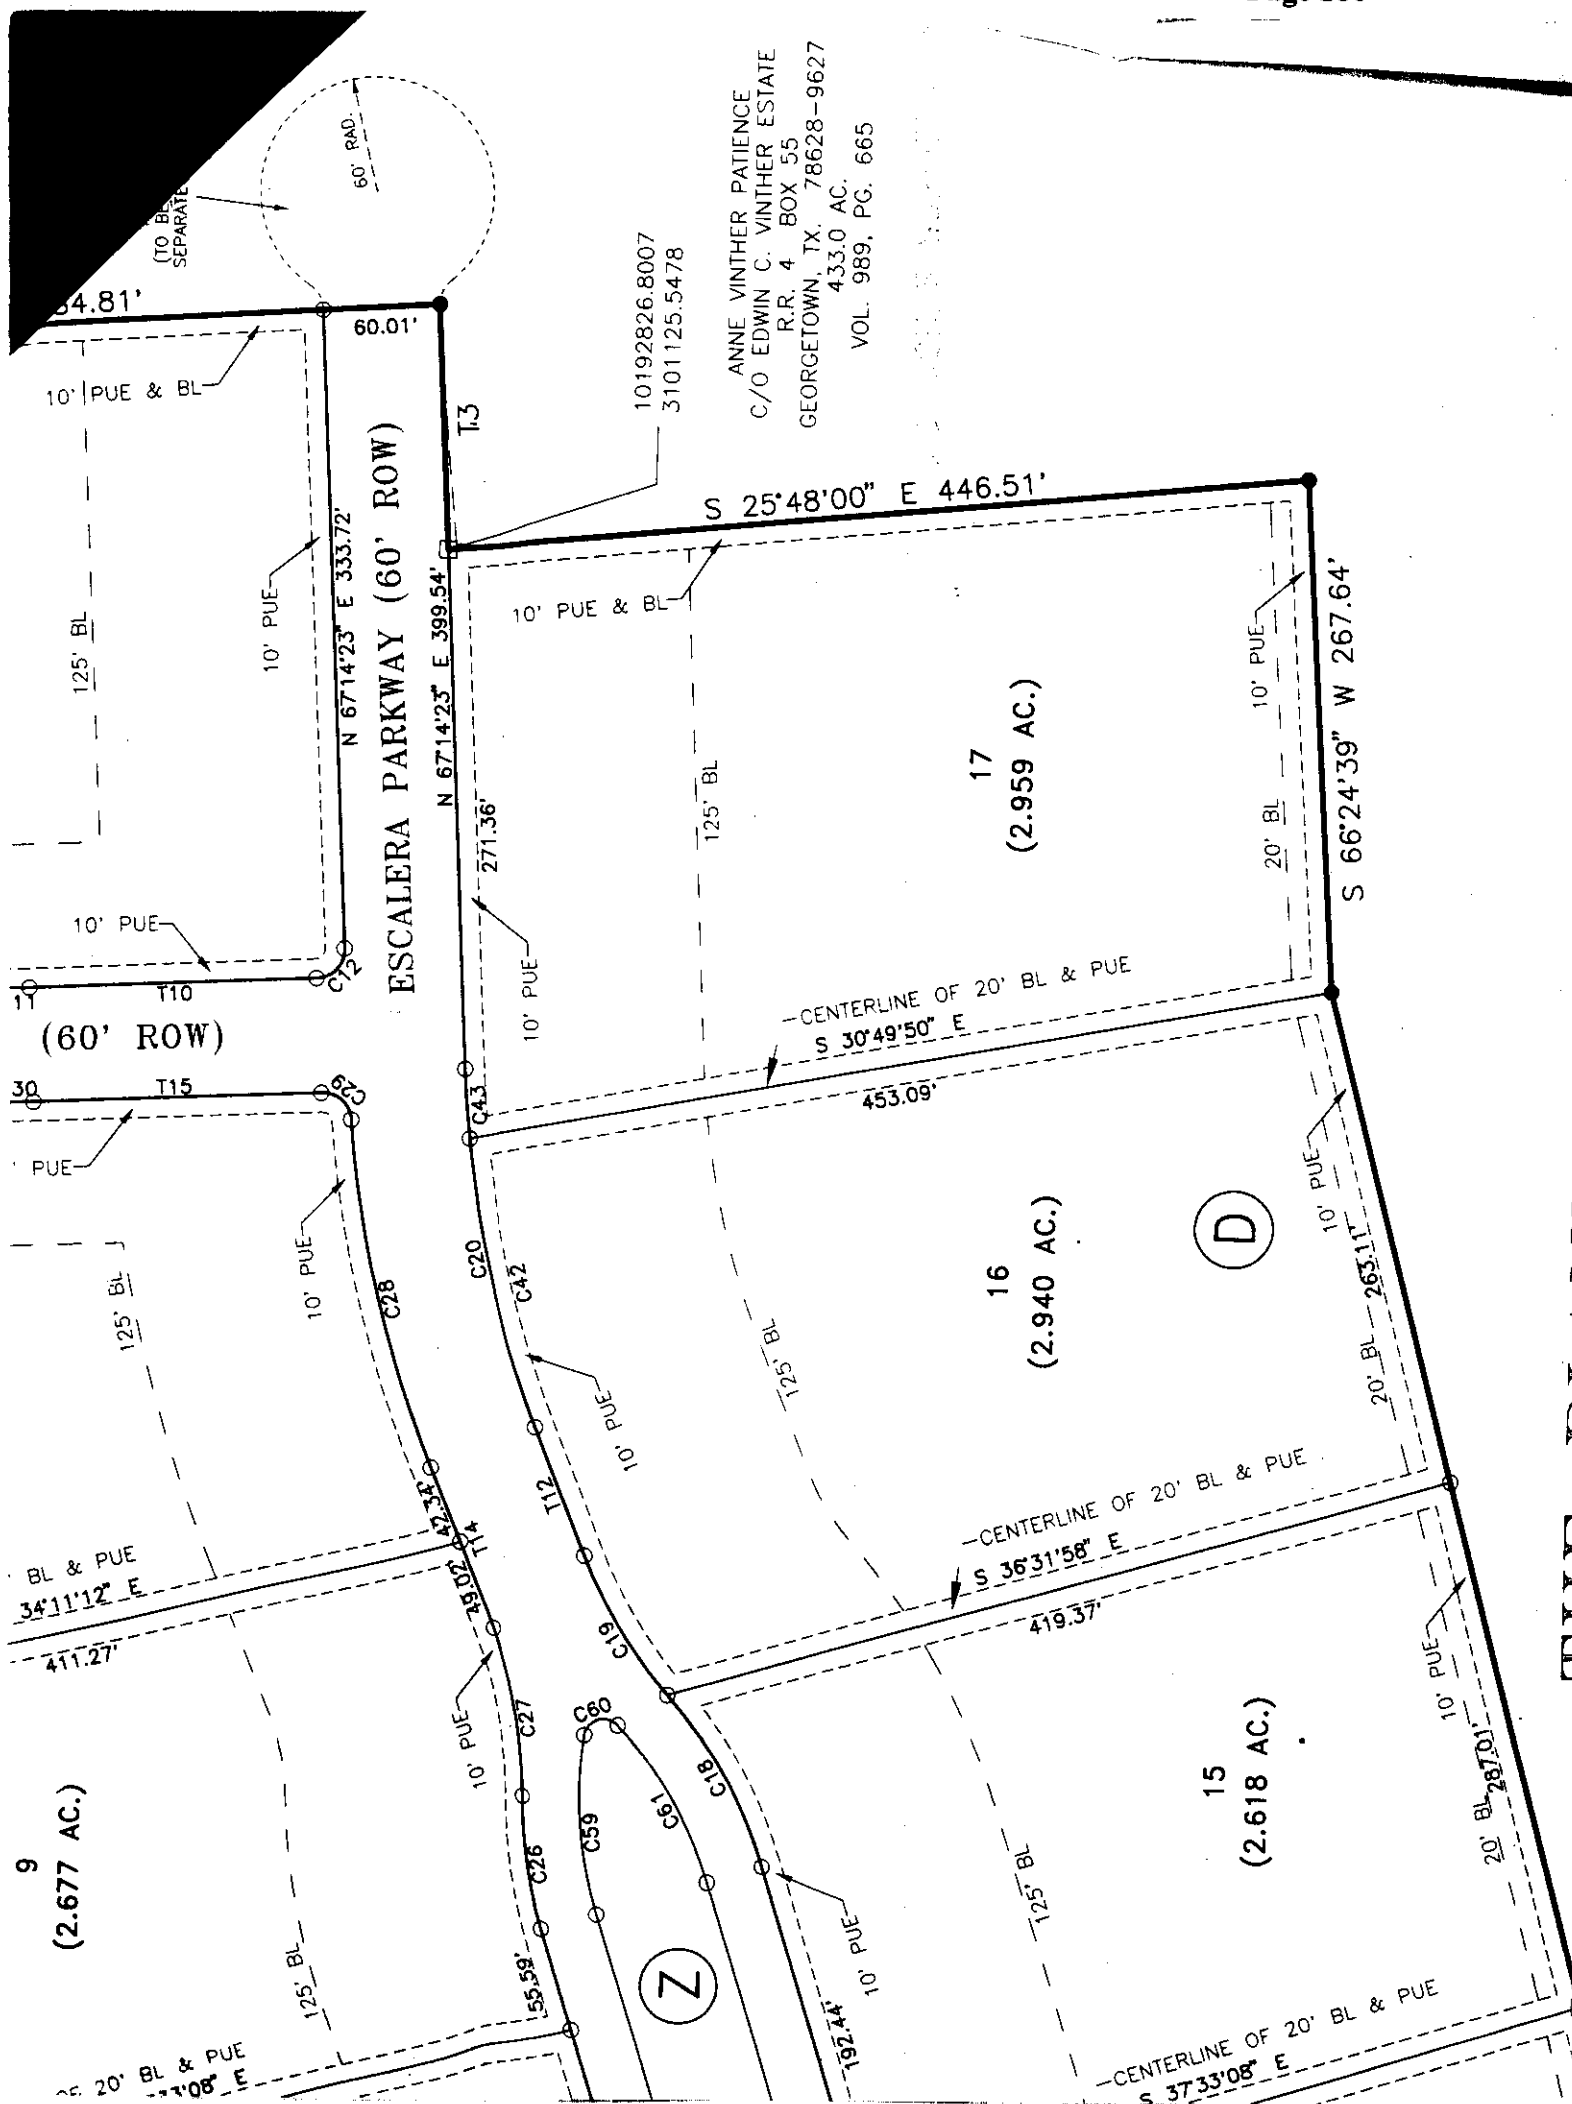 60' RAD.
(TO BE
SEPARATE
34.81'
60.01'
10' PUE & BL
T3
10192826.8007
3101125.5478
ANNE VINTHER PATIENCE
C/O EDWIN C. VINTHER ESTATE
R.R. 4 BOX 55
GEORGETOWN, TX. 78628-9627
433.0 AC.
VOL. 989, PG. 665
125' BL
10' PUE
N 67°14'23" E 333.72'
ESCALERA PARKWAY (60' ROW)
N 67°14'23" E 399.54'
271.36'
10' PUE
S 25°48'00" E 446.51'
10' PUE & BL
125' BL
17
(2.959 AC.)
10' PUE
20' BL
S 66°24'39" W 267.64'
10' PUE
11
T10
C12
(60' ROW)
30
T15
C29
PUE
C43
CENTERLINE OF 20' BL & PUE
S 30°49'50" E
453.09'
10' PUE
125' BL
C28
C20
C42
10' PUE
125' BL
16
(2.940 AC.)
D
10' PUE
263.11'
20' BL
42.34'
T14
49.02'
T12
C19
BL & PUE
34°11'12" E
411.27'
CENTERLINE OF 20' BL & PUE
S 36°31'58" E
419.37'
10' PUE
C27
C60
C18
C61
C59
C26
9
(2.677 AC.)
125' BL
55.59'
Z
10' PUE
192.44'
125' BL
15
(2.618 AC.)
10' PUE
287.01'
20' BL
OF 20' BL & PUE
33'08" E
CENTERLINE OF 20' BL & PUE
S 37°33'08" E